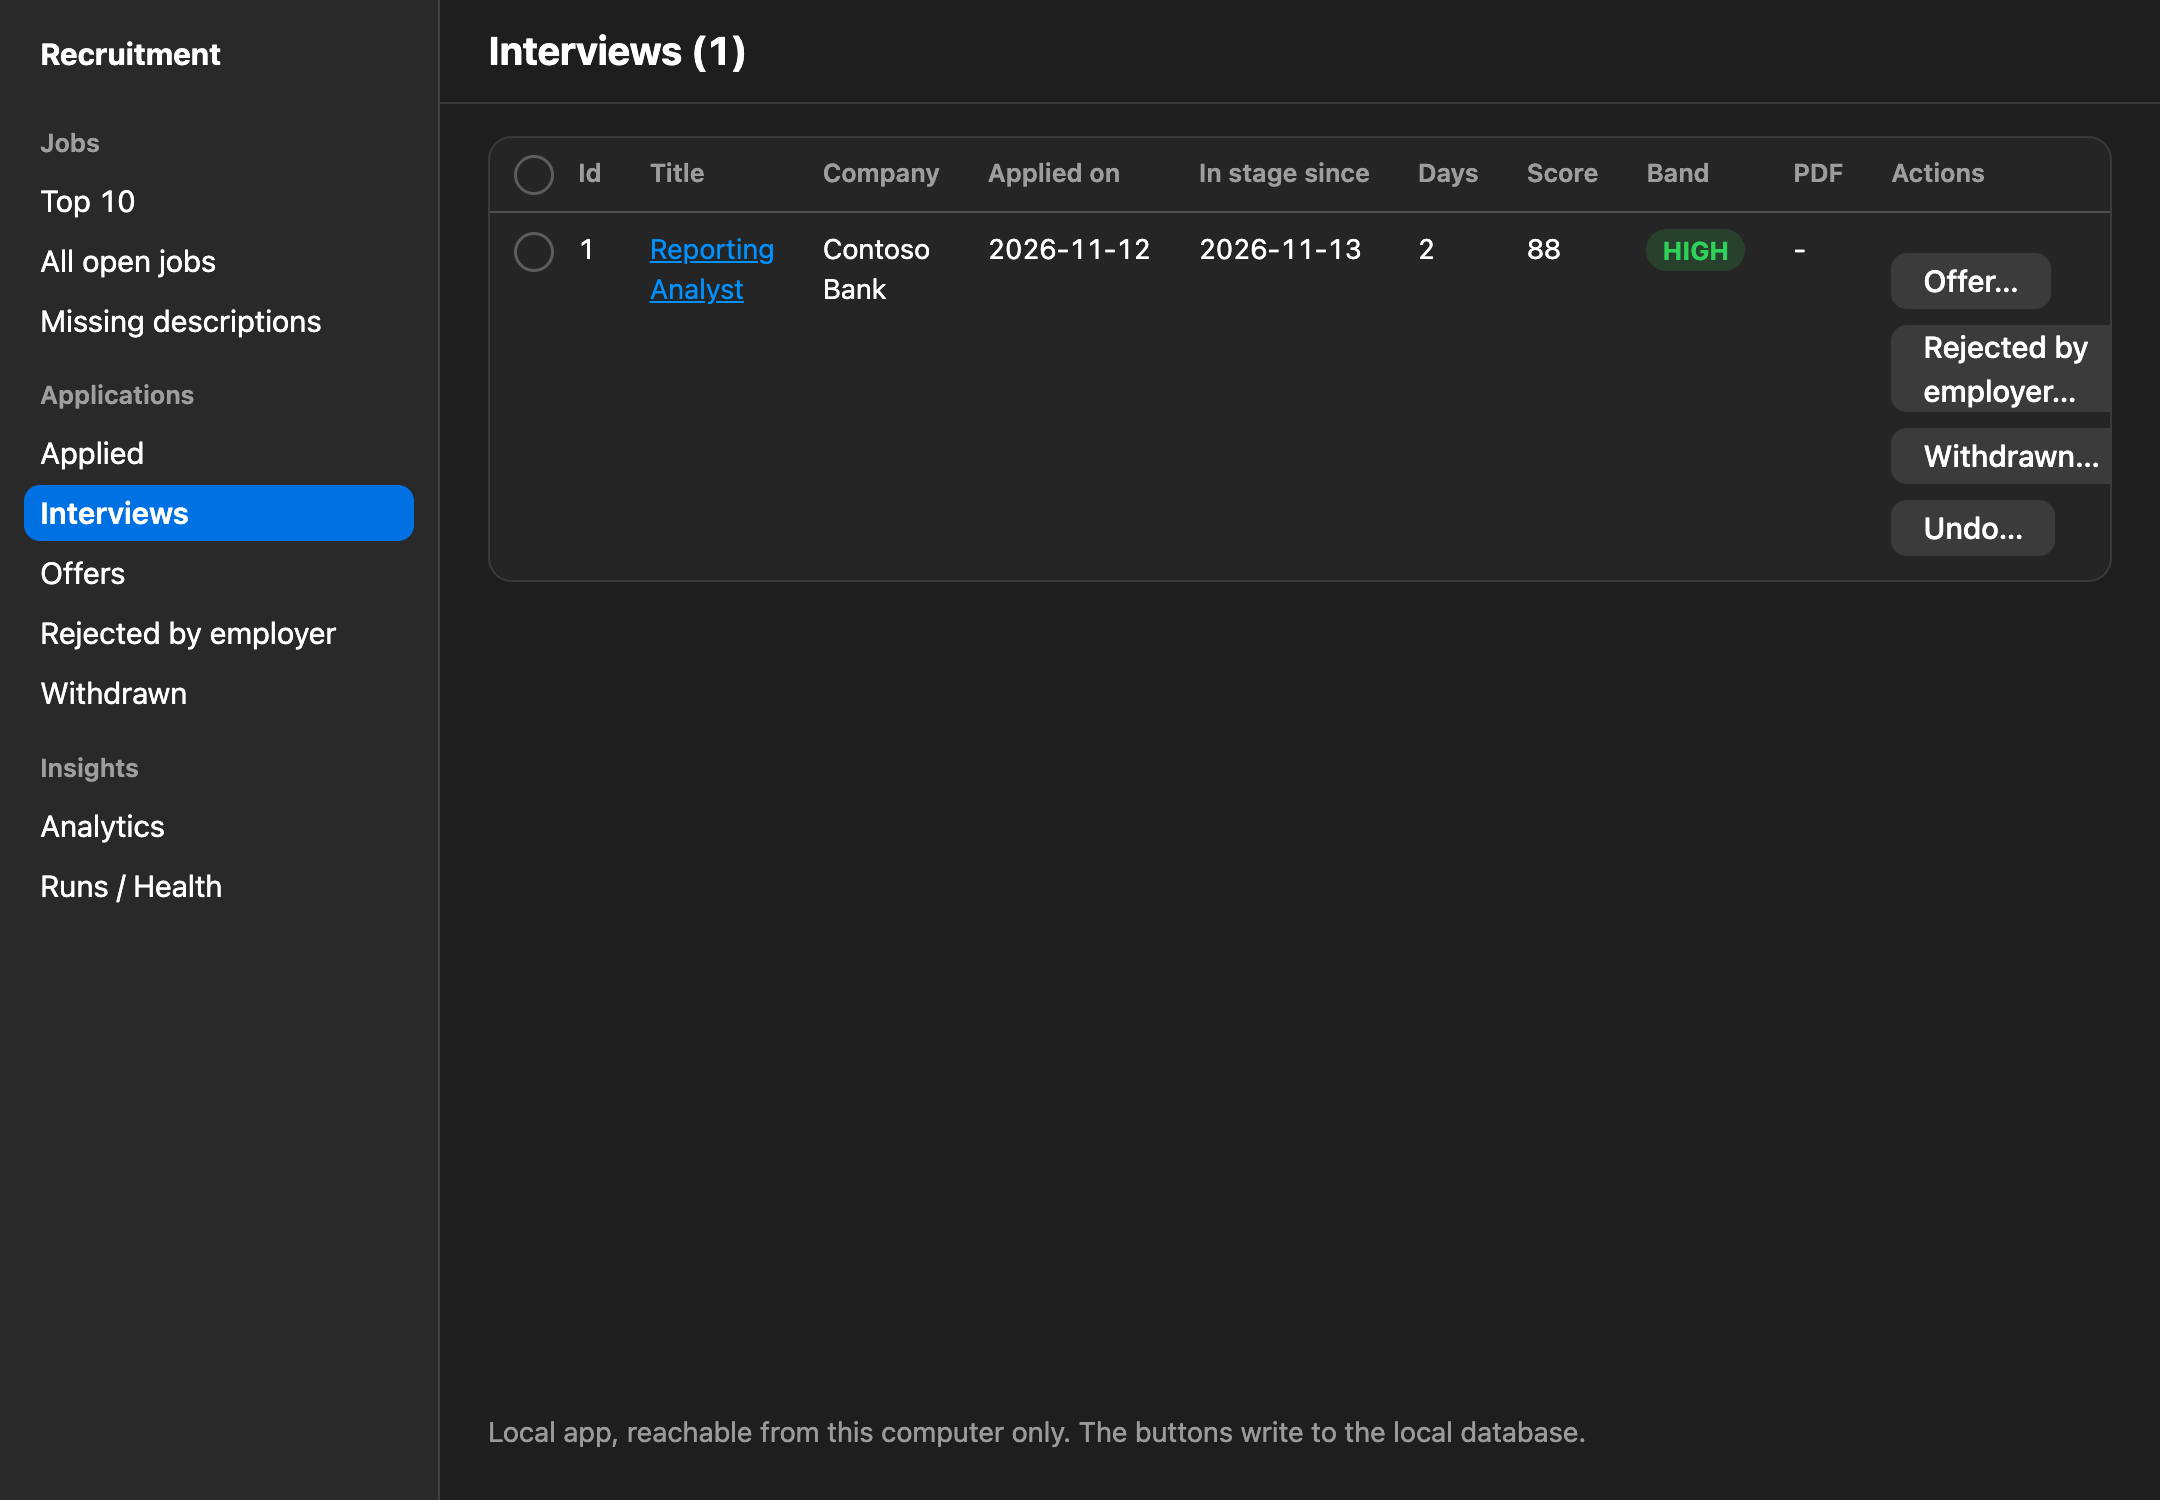 Recruitment
Jobs
Top 10
All open jobs
Missing descriptions
Applications
Applied
Interviews
Offers
Rejected by employer
Withdrawn
Insights
Analytics
Runs / Health
Interviews (1)
Id Title Company Applied on In stage since Days Score Band PDF Actions
1 Reporting Contoso 2026-11-12 2026-11-13 2 88 HIGH -
Analyst Bank
Offer...
Rejected by
employer...
Withdrawn...
Undo...
Local app, reachable from this computer only. The buttons write to the local database.